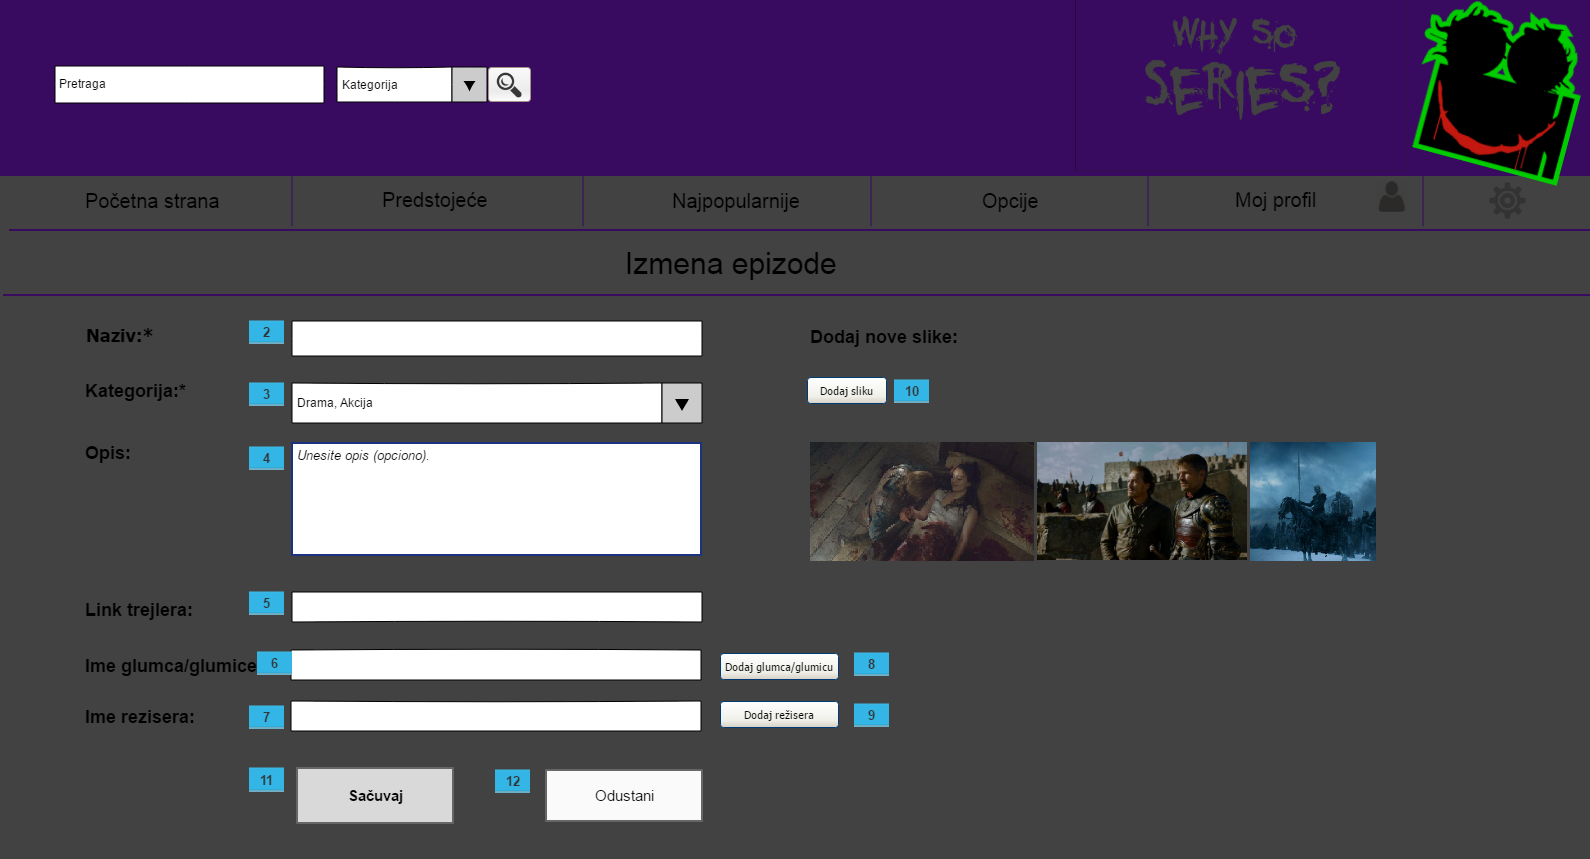 WHY SO
SERIES?
Pretraga
Kategorija
Početna strana
Predstojeće
Najpopularnije
Opcije
Moj profil
Izmena epizode
Naziv:*
2
Dodaj nove slike:
Kategorija:*
3
Drama, Akcija
Dodaj sliku
10
Opis:
4
Unesite opis (opciono).
Link trejlera:
5
Ime glumca/glumice
6
Dodaj glumca/glumicu
8
Ime rezisera:
7
Dodaj režisera
9
11
Sačuvaj
12
Odustani